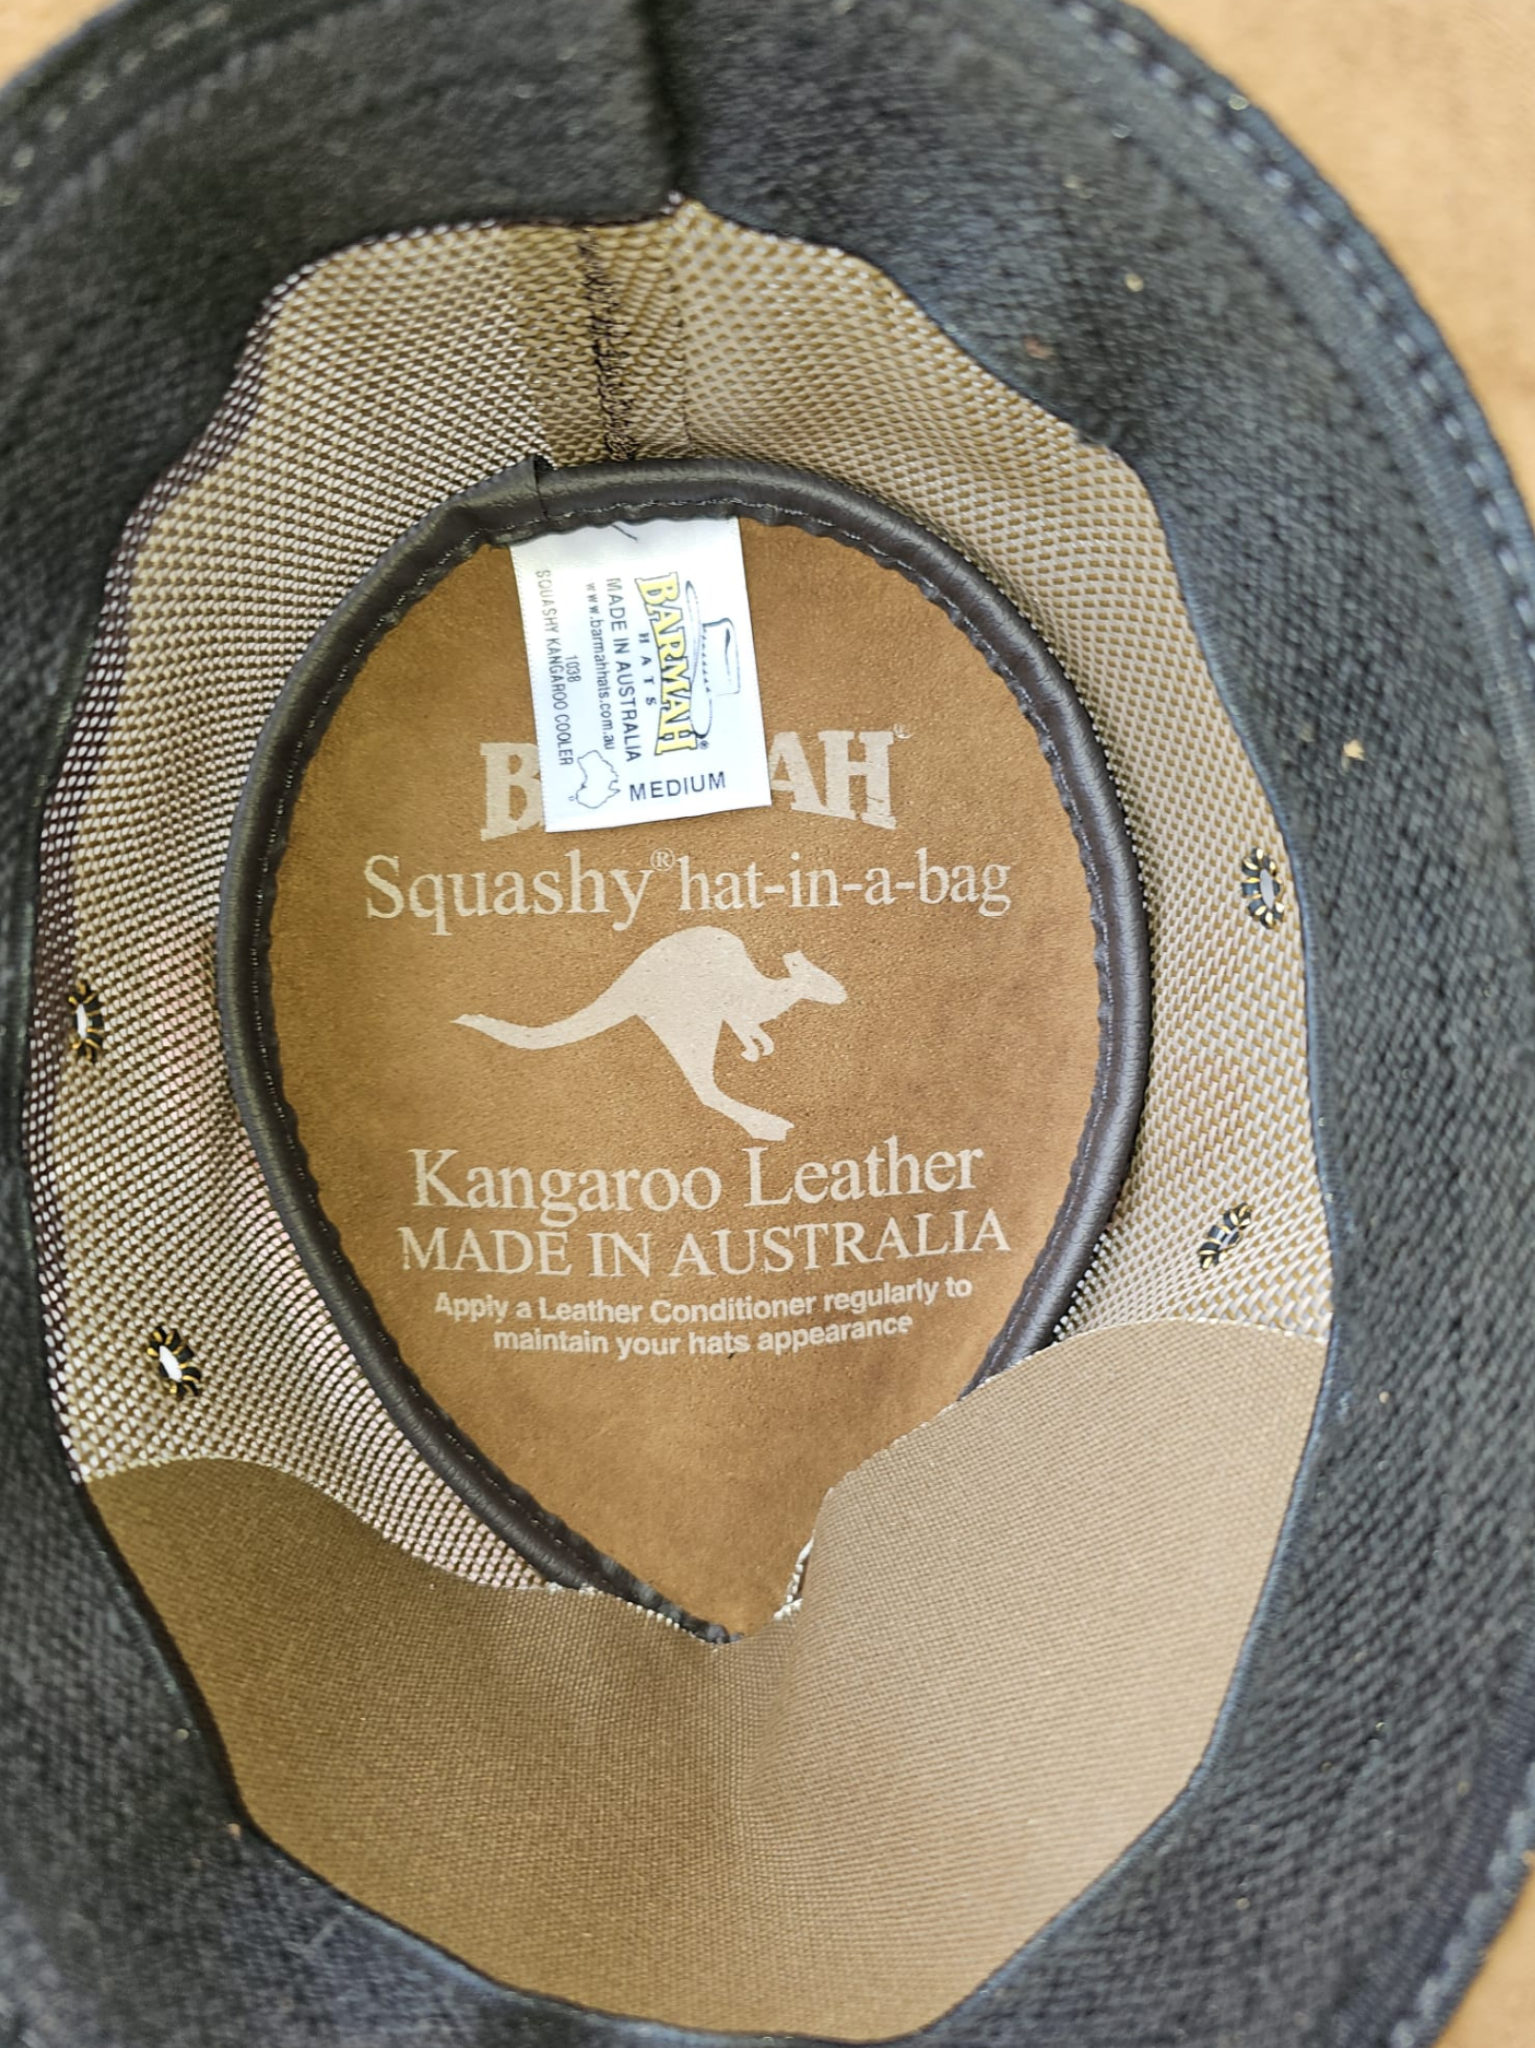 BARMAH®
HATS
MADE IN AUSTRALIA
www.barmahhats.com.au
1038
SQUASHY KANGAROO COOLER
MEDIUM
B AH
Squashy® hat-in-a-bag
Kangaroo Leather
MADE IN AUSTRALIA
Apply a Leather Conditioner regularly to
maintain your hats appearance